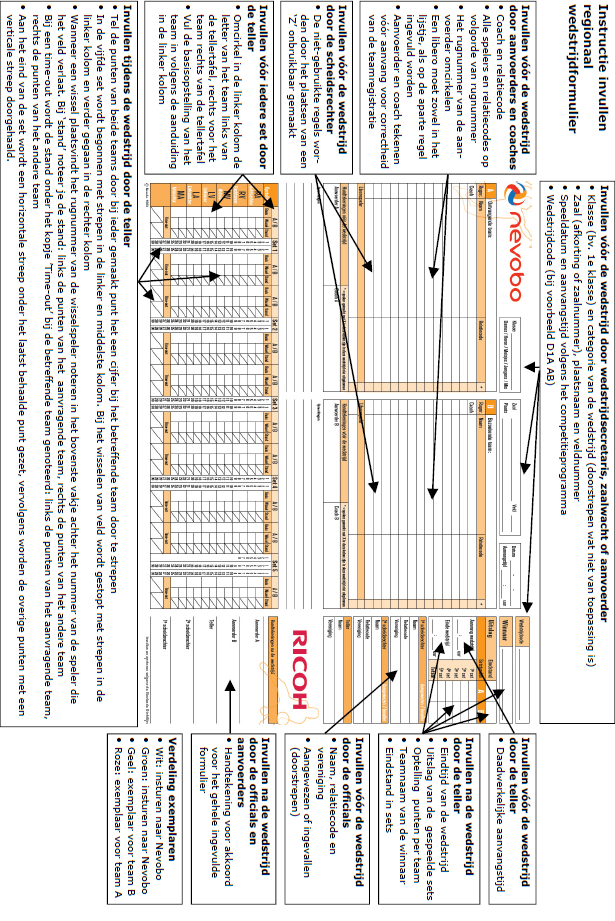 Instructie invullen
regionaal
wedstrijdformulier
Invullen vóór de wedstrijd door wedstrijdsecretaris, zaalwacht of aanvoerder
• Klasse (bv. 1e klasse) en categorie van de wedstrijd (doorstrepen wat niet van toepassing is)
• Zaal (afkorting of zaalnummer), plaatsnaam en veldnummer
• Speeldatum en aanvangstijd volgens het competitieprogramma
• Wedstrijdcode (bij voorbeeld D1A AB)
Invullen vóór de wedstrijd
door de teller
• Daadwerkelijke aanvangstijd
Invullen vóór de wedstrijd
door aanvoerders en coaches
• Coach en relatiecode
• Alle spelers en relatiecodes op
volgorde van rugnummer
• Het rugnummer van de aan-
voerder omcirkelen
• Een libero moet zowel in het
lijstje, als op de aparte regel
ingevuld worden
• Aanvoerder en coach tekenen
vóór aanvang voor correctheid
van de teamregistratie
nevobo
Invullen na de wedstrijd
door de teller
• Eindtijd van de wedstrijd
• Uitslag van de gespeelde sets
• Optelling punten per team
• Teamnaam van de winnaar
• Eindstand in sets
Invullen vóór de wedstrijd
door de scheidsrechter
• De niet-gebruikte regels wor-
den door het plaatsen van een
'Z' onbruikbaar gemaakt
Invullen vóór de wedstrijd
door de officials
• Naam, relatiecode en
vereniging
• Aangewezen of ingevallen
(doorstrepen)
Invullen vóór iedere set door
de teller
• Omcirkel in de linker kolom de
letter van het team links van
de tellertafel, rechts voor het
team rechts van de tellertafel
• Vul de basisopstelling van het
team in volgens de aanduiding
in de linker kolom
RICOH
Set 1
Set 2
Set 3
Set 4
Set 5
A / B
RA
RV
MV
LV
LA
MA
Invullen na de wedstrijd
door de officials en
aanvoerders
• Handtekening voor akkoord
voor het gehele ingevulde
formulier
Invullen tijdens de wedstrijd door de teller
• Tel de punten van beide teams door bij ieder gemaakt punt het een cijfer bij het betreffende team door te strepen
• In de vijfde set wordt begonnen met strepen in de linker en middelste kolom. Bij het wisselen van veld wordt gestopt met strepen in de
linker kolom en verder gegaan in de rechter kolom
• Wanneer een wissel plaatsvindt het rugnummer van de wisselspeler noteren in het bovenste vakje achter het nummer van de speler die
het veld verlaat. Bij 'stand' noteer je de stand: links de punten van het aanvragende team, rechts de punten van het andere team
• Bij een time-out wordt de stand onder het kopje 'Time-out' bij de betreffende team genoteerd: links de punten van het aanvragende team,
rechts de punten van het andere team
• Aan het eind van de set wordt een horizontale streep onder het laatst behaalde punt gezet, vervolgens worden de overige punten met een
verticale streep doorgehaald.
Verdeling exemplaren
• Wit: insturen naar Nevobo
• Groen: insturen naar Nevobo
• Geel: exemplaar voor team B
• Roze: exemplaar voor team A